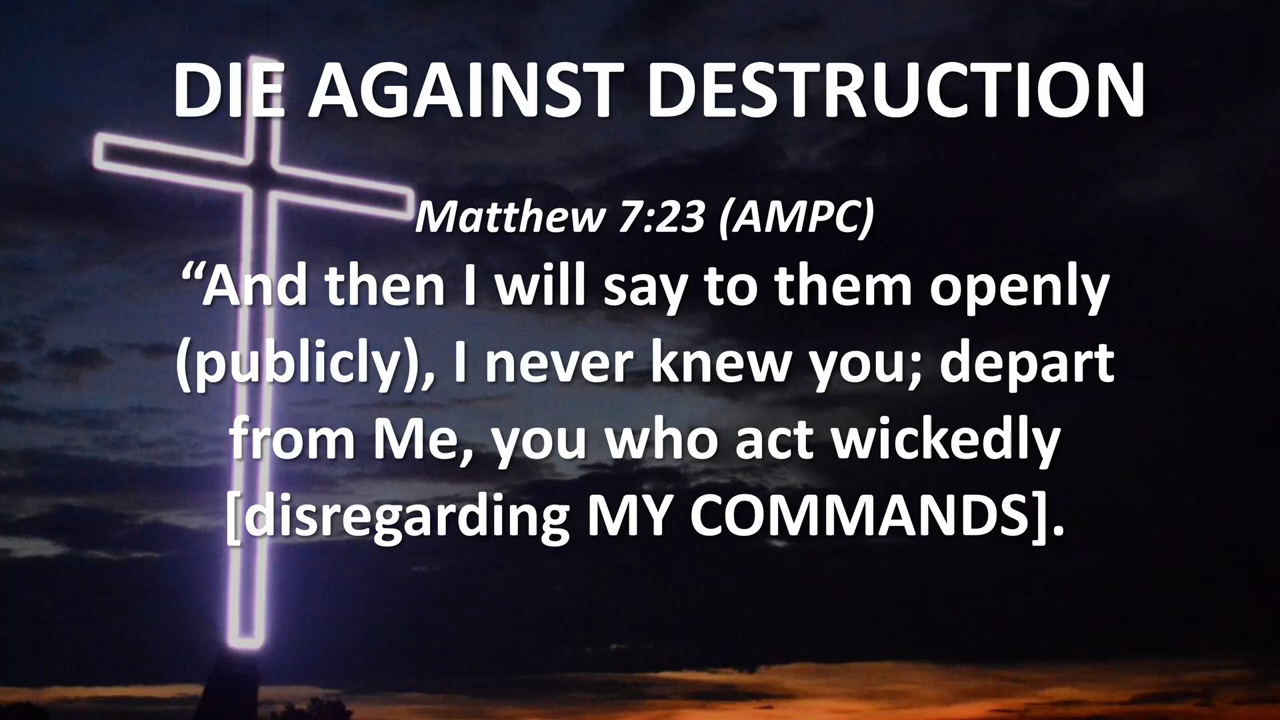 DIE AGAINST DESTRUCTION
Matthew 7:23 (AMPC)
“And then I will say to them openly
(publicly), I never knew you; depart
from Me, you who act wickedly
[disregarding MY COMMANDS].